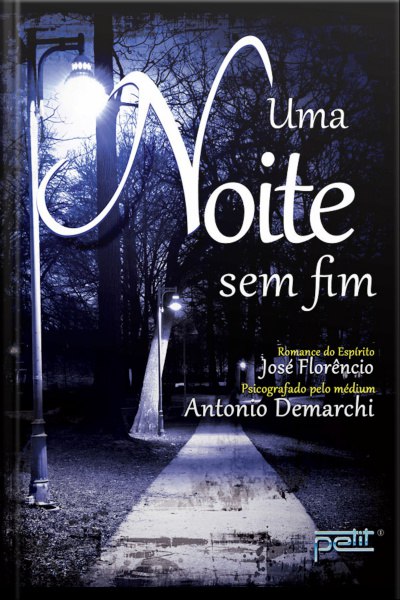 Uma
Noite
sem fim
Romance do Espírito
José Florêncio
Psicografado pelo médium
Antonio Demarchi
petit®